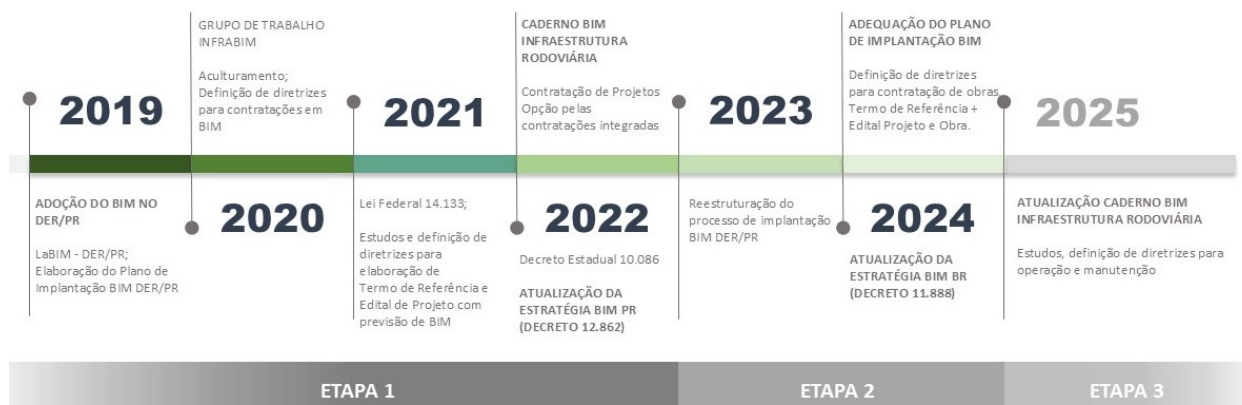 2019
ADOÇÃO DO BIM NO
DER/PR
LaBIM - DER/PR;
Elaboração do Plano de
Implantação BIM DER/PR
GRUPO DE TRABALHO
INFRABIM
Aculturamento;
Definição de diretrizes
para contratações em
BIM
2020
2021
Lei Federal 14.133;
Estudos e definição de
diretrizes para
elaboração de
Termo de Referência e
Edital de Projeto com
previsão de BIM
CADERNO BIM
INFRAESTRUTURA
RODOVIÁRIA
Contratação de Projetos
Opção pelas
contratações integradas
2022
Decreto Estadual 10.086
ATUALIZAÇÃO DA
ESTRATÉGIA BIM PR
(DECRETO 12.862)
2023
Reestruturação do
processo de implantação
BIM DER/PR
ADEQUAÇÃO DO PLANO
DE IMPLANTAÇÃO BIM
Definição de diretrizes
para contratação de obras
Termo de Referência +
Edital Projeto e Obra.
2024
ATUALIZAÇÃO DA
ESTRATÉGIA BIM BR
(DECRETO 11.888)
2025
ATUALIZAÇÃO CADERNO BIM
INFRAESTRUTURA RODOVIÁRIA
Estudos, definição de diretrizes para
operação e manutenção
ETAPA 1
ETAPA 2
ETAPA 3